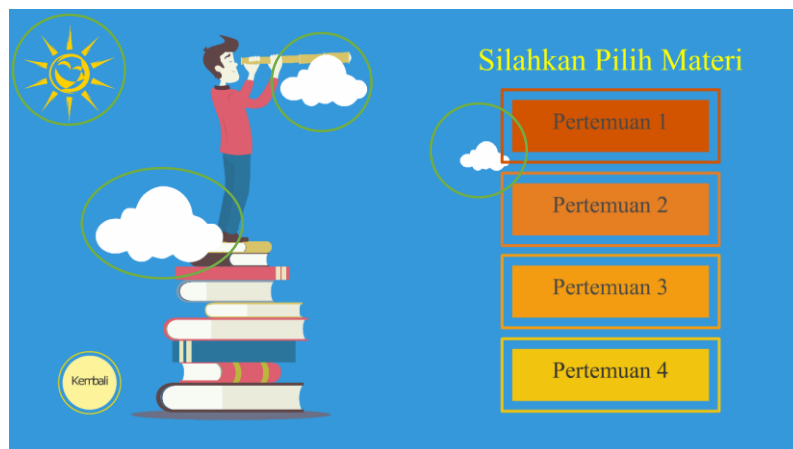 Silahkan Pilih Materi
Pertemuan 1
Pertemuan 2
Pertemuan 3
Pertemuan 4
Kembali